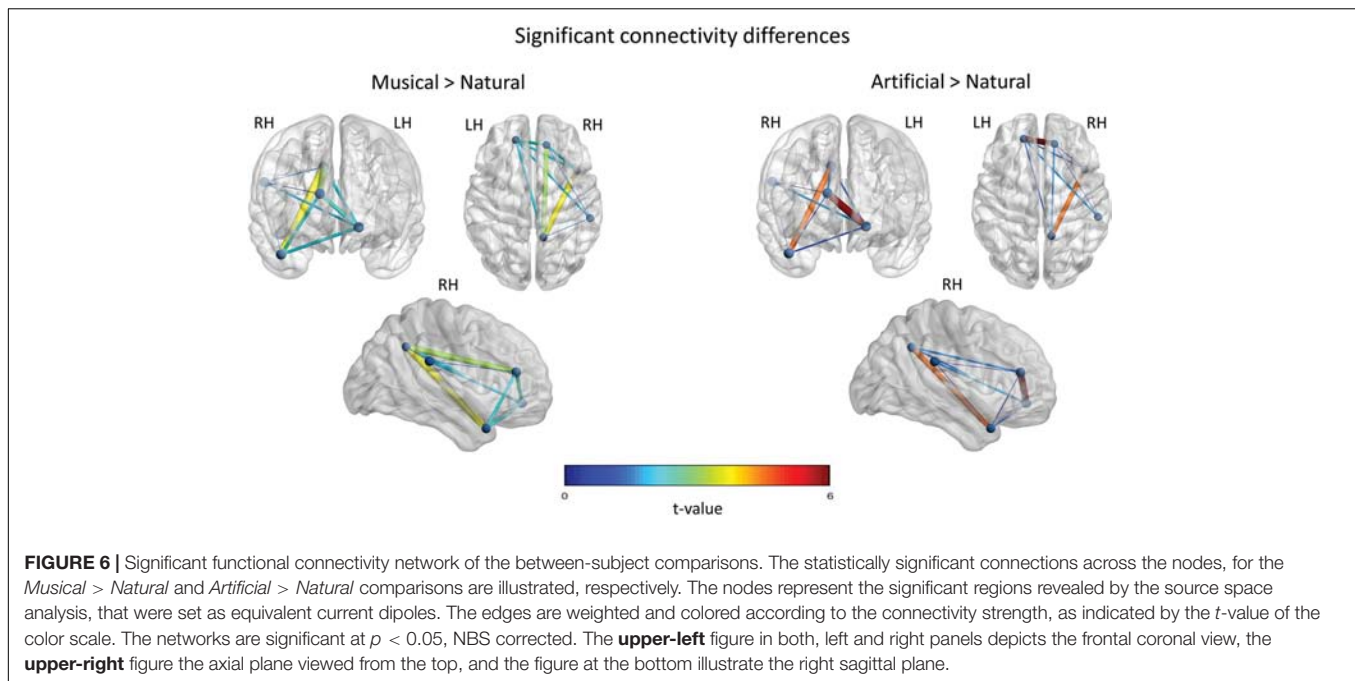 Significant connectivity differences
Musical > Natural
Artificial > Natural
RH
LH
LH
RH
RH
LH
LH
RH
RH
RH
0
6
t-value
FIGURE 6 | Significant functional connectivity network of the between-subject comparisons. The statistically significant connections across the nodes, for the
Musical > Natural and Artificial > Natural comparisons are illustrated, respectively. The nodes represent the significant regions revealed by the source space
analysis, that were set as equivalent current dipoles. The edges are weighted and colored according to the connectivity strength, as indicated by the t-value of the
color scale. The networks are significant at p < 0.05, NBS corrected. The upper-left figure in both, left and right panels depicts the frontal coronal view, the
upper-right figure the axial plane viewed from the top, and the figure at the bottom illustrate the right sagittal plane.